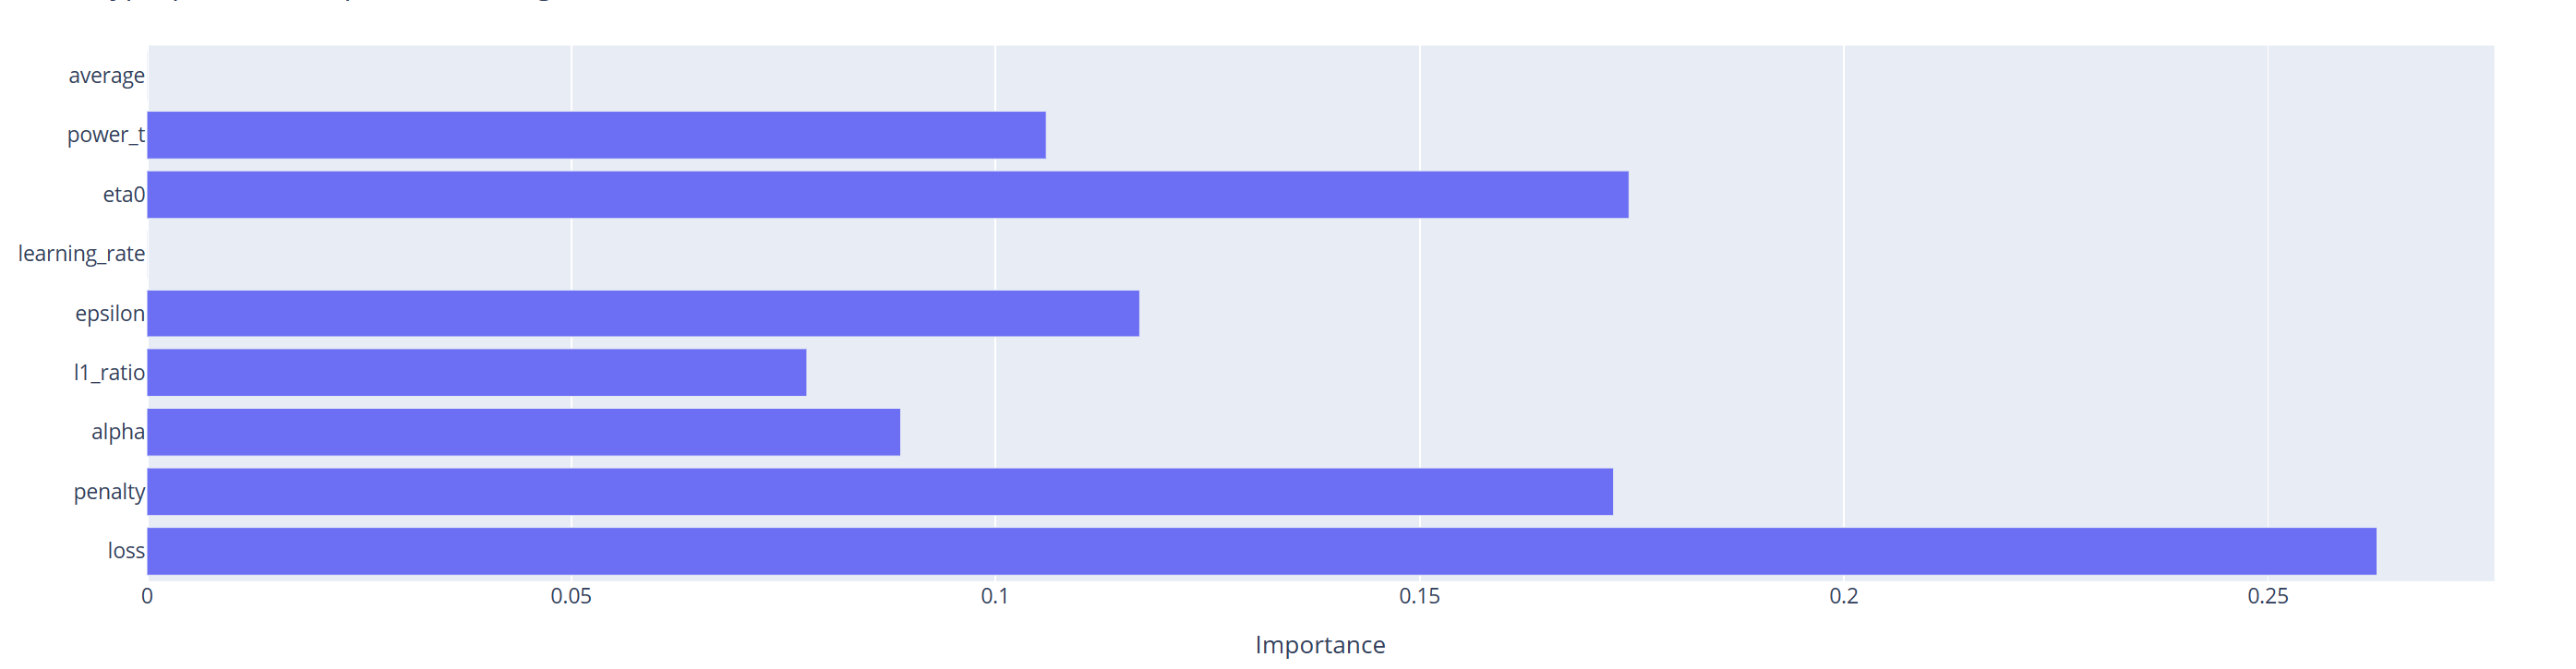 average
power_t
eta0
learning_rate
epsilon
l1_ratio
alpha
penalty
loss
0 0.05 0.1 0.15 0.2 0.25
Importance